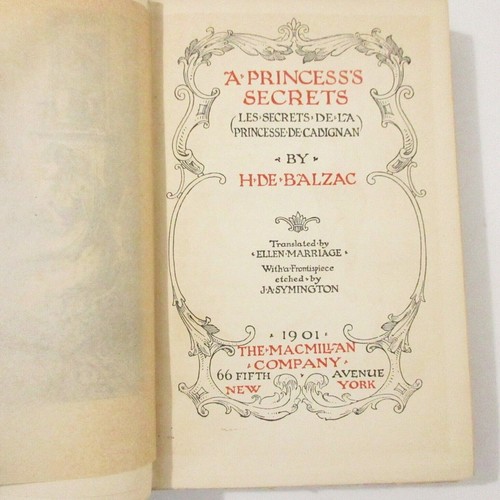 A·PRINCESS'S
SECRETS
(LES·SECRETS·DE·LA
PRINCESSE·DE·CADIGNAN)
BY
H·DE·BALZAC
Translated·by
·ELLEN·MARRIAGE·
With·a·Frontispiece
etched·by
J·A·SYMINGTON
·1901·
THE·MACMILLAN
·COMPANY·
66 FIFTH · AVENUE
NEW YORK